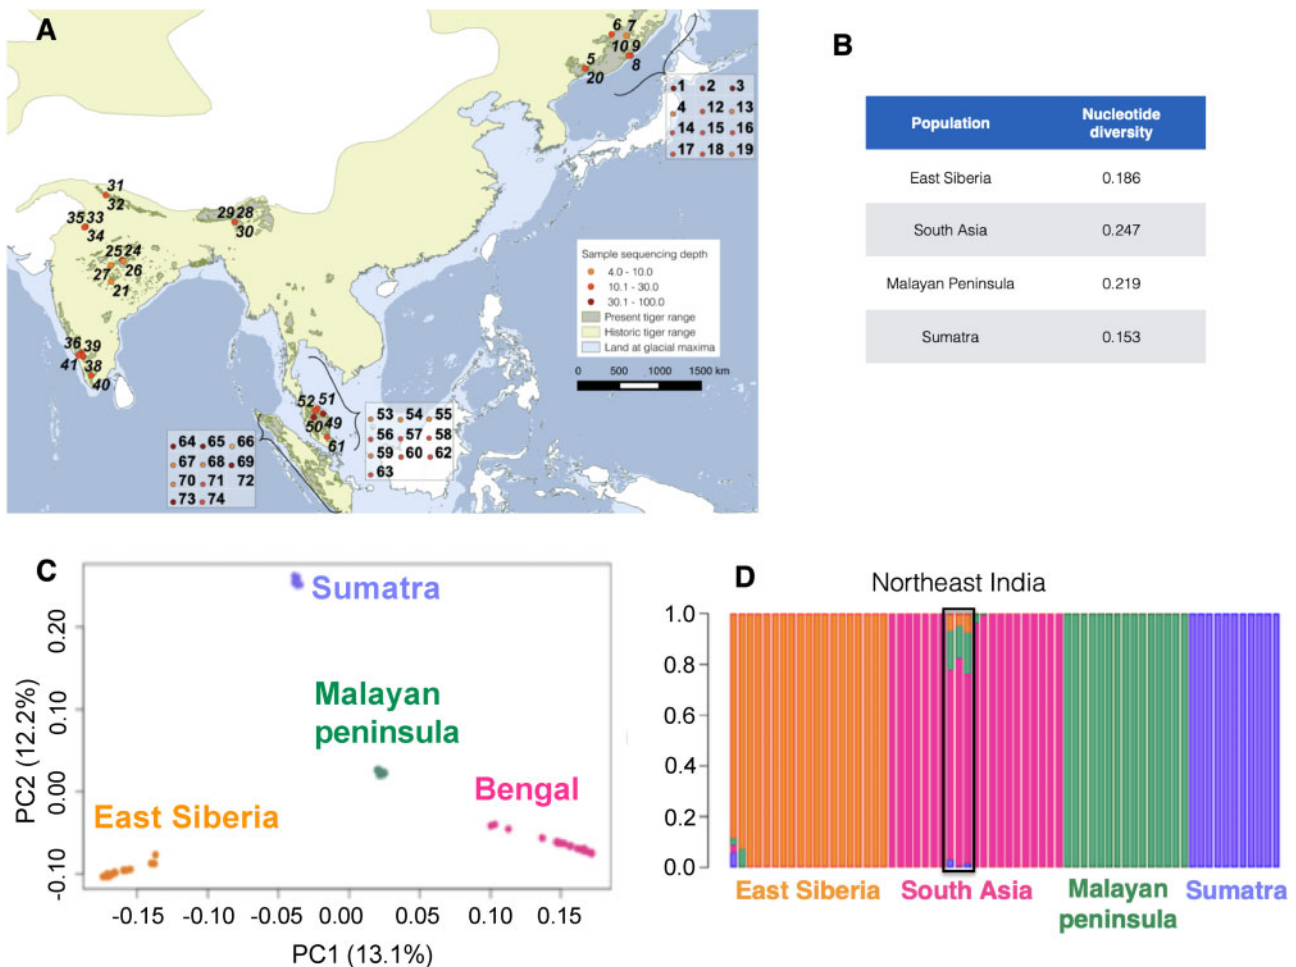 A
6 7
10 9
8
5
20
1 2 3
4 12 13
14 15 16
17 18 19
31
32
35 33
34
29 28
30
25 24
27 26
21
36 39
41 38
40
52 51
50 49
61
53 54 55
56 57 58
59 60 62
63
64 65 66
67 68 69
70 71 72
73 74
Sample sequencing depth
4.0 - 10.0
10.1 - 30.0
30.1 - 100.0
Present tiger range
Historic tiger range
Land at glacial maxima
0 500 1000 1500 km
B
Population Nucleotide
diversity
East Siberia 0.186
South Asia 0.247
Malayan Peninsula 0.219
Sumatra 0.153
C
Sumatra
Malayan
peninsula
Bengal
East Siberia
PC2 (12.2%)
0.20
0.10
0.00
-0.10
-0.15 -0.10 -0.05 0.00 0.05 0.10 0.15
PC1 (13.1%)
D
Northeast India
1.0
0.8
0.6
0.4
0.2
0.0
East Siberia South Asia Malayan Sumatra
peninsula